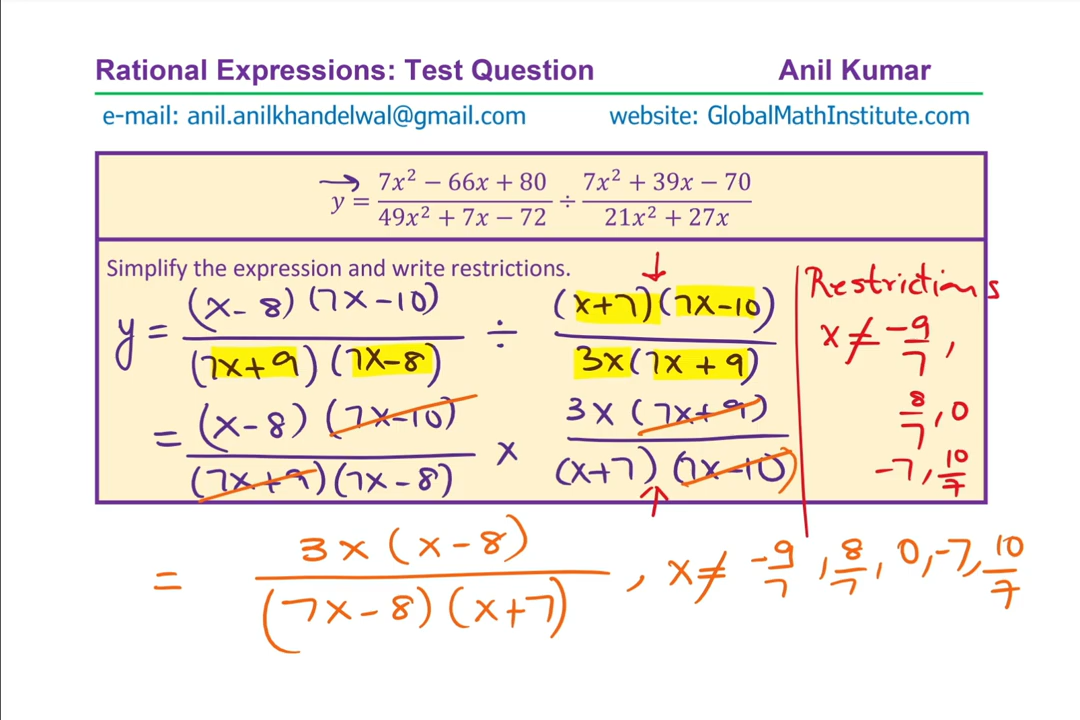 Rational Expressions: Test Question Anil Kumar
e-mail: anil.anilkhandelwal@gmail.com website: GlobalMathInstitute.com
→ y = (7x² − 66x + 80)/(49x² + 7x − 72) ÷ (7x² + 39x − 70)/(21x² + 27x)
Simplify the expression and write restrictions.
y = (x-8)(7x-10)/(7x+9)(7x-8) ÷ (x+7)(7x-10)/3x(7x+9)
= (x-8)(7x-10)/(7x+9)(7x-8) × 3x(7x+9)/(x+7)(7x-10)
Restrictions
x ≠ -9/7,
8/7, 0
-7, 10/7
= 3x(x-8)/(7x-8)(x+7), x ≠ -9/7, 8/7, 0, -7, 10/7